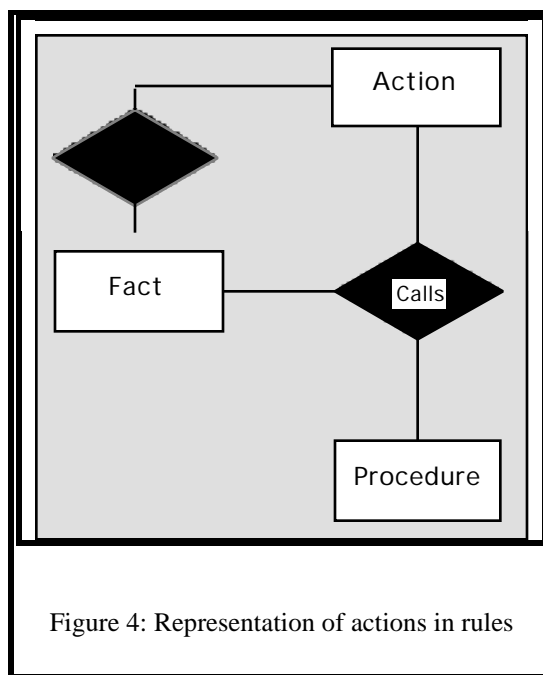 Action
Fact
Calls
Procedure
Figure 4: Representation of actions in rules